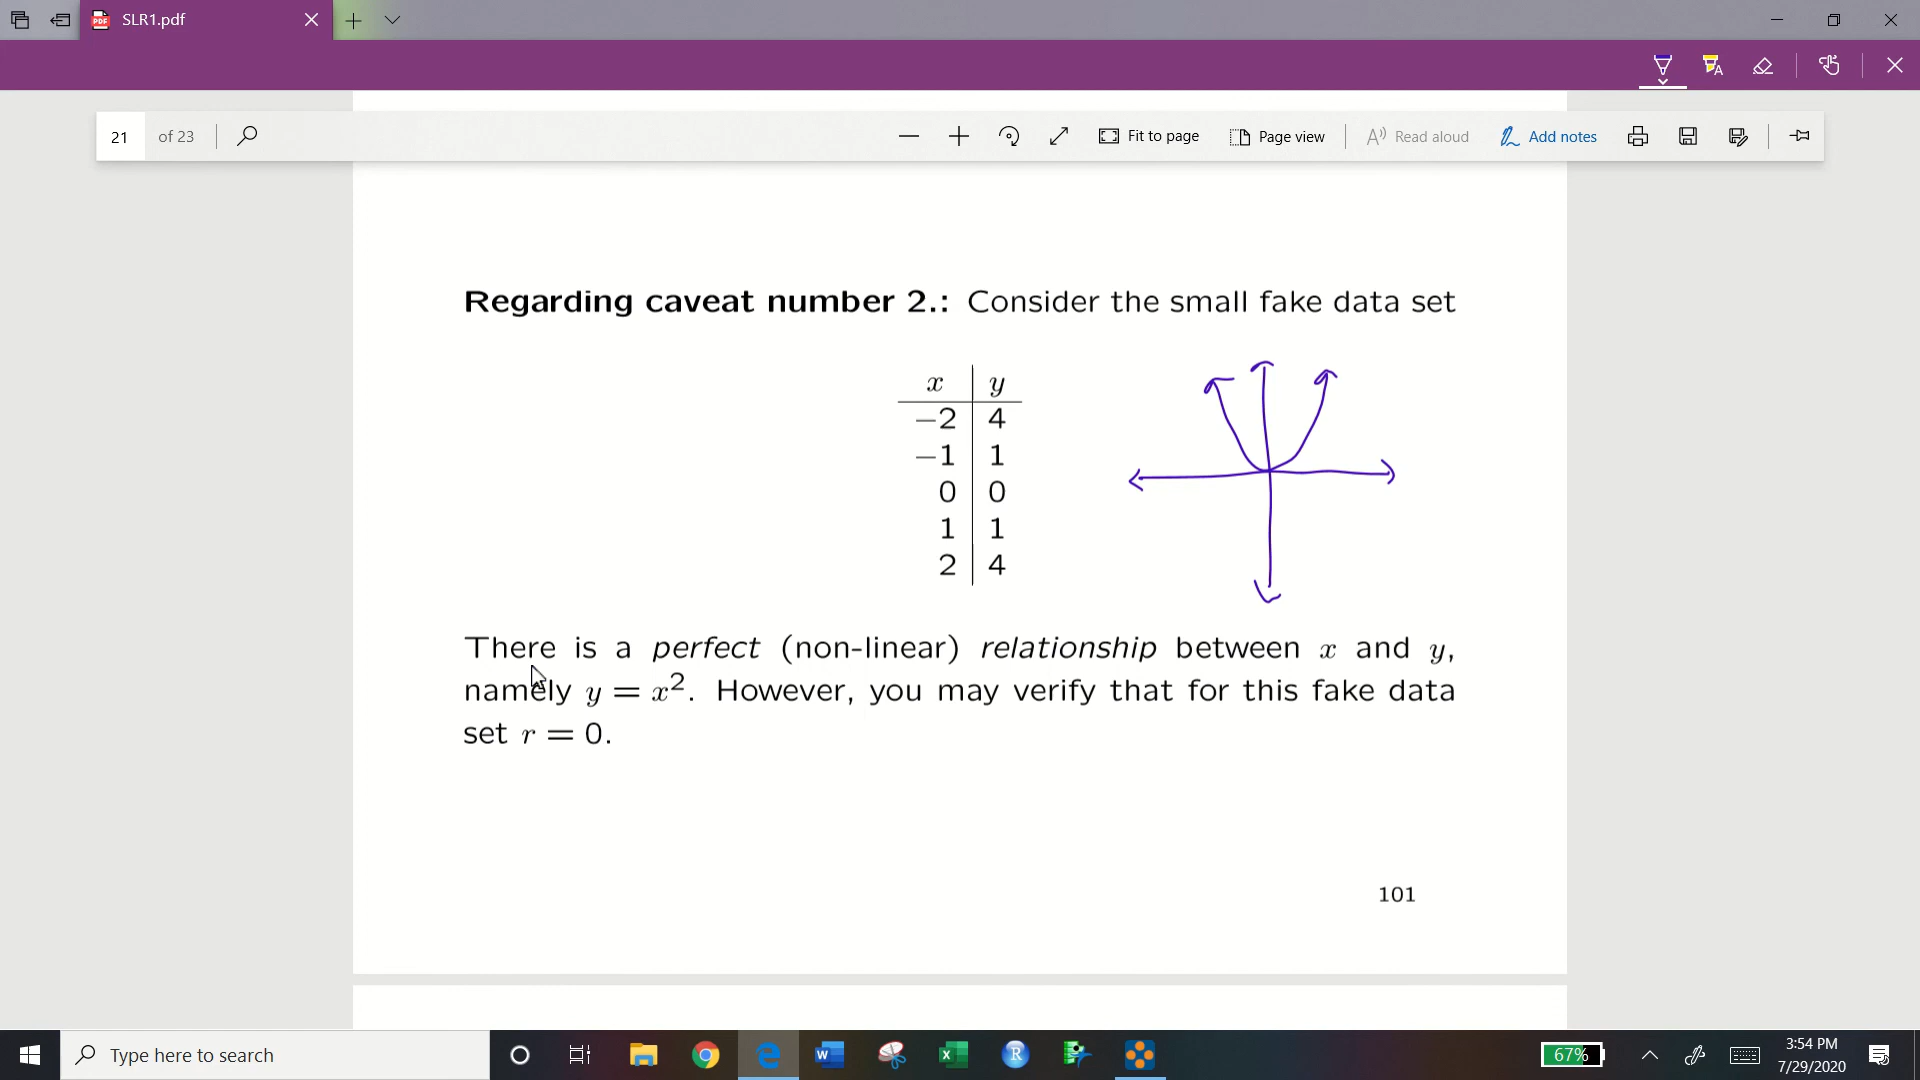 SLR1.pdf
21 of 23
Fit to page
Page view
Read aloud
Add notes
Regarding caveat number 2.: Consider the small fake data set
x y
−2 4
−1 1
0 0
1 1
2 4
There is a perfect (non-linear) relationship between x and y,
namely y = x². However, you may verify that for this fake data
set r = 0.
101
Type here to search
67%
3:54 PM
7/29/2020